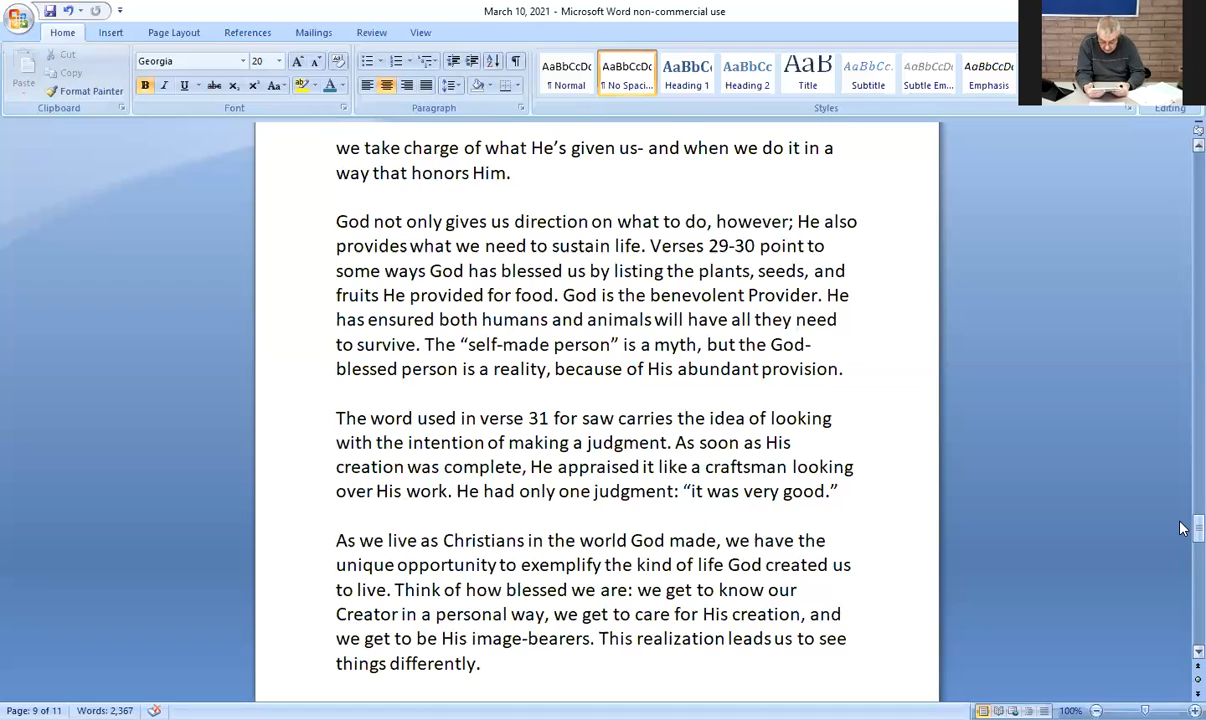 March 10, 2021 - Microsoft Word non-commercial use
Home Insert Page Layout References Mailings Review View
Cut
Copy
Paste
Format Painter
Clipboard
Georgia 20
Font
Paragraph
AaBbCcDc AaBbCcDc AaBbC AaBbCc AaB AaBbCcL AaBbCcDc AaBbCcDc
¶ Normal ¶ No Spaci... Heading 1 Heading 2 Title Subtitle Subtle Em... Emphasis
Styles
Editing
we take charge of what He’s given us- and when we do it in a
way that honors Him.
God not only gives us direction on what to do, however; He also
provides what we need to sustain life. Verses 29-30 point to
some ways God has blessed us by listing the plants, seeds, and
fruits He provided for food. God is the benevolent Provider. He
has ensured both humans and animals will have all they need
to survive. The “self-made person” is a myth, but the God-
blessed person is a reality, because of His abundant provision.
The word used in verse 31 for saw carries the idea of looking
with the intention of making a judgment. As soon as His
creation was complete, He appraised it like a craftsman looking
over His work. He had only one judgment: “it was very good.”
As we live as Christians in the world God made, we have the
unique opportunity to exemplify the kind of life God created us
to live. Think of how blessed we are: we get to know our
Creator in a personal way, we get to care for His creation, and
we get to be His image-bearers. This realization leads us to see
things differently.
Page: 9 of 11 Words: 2,367 100%